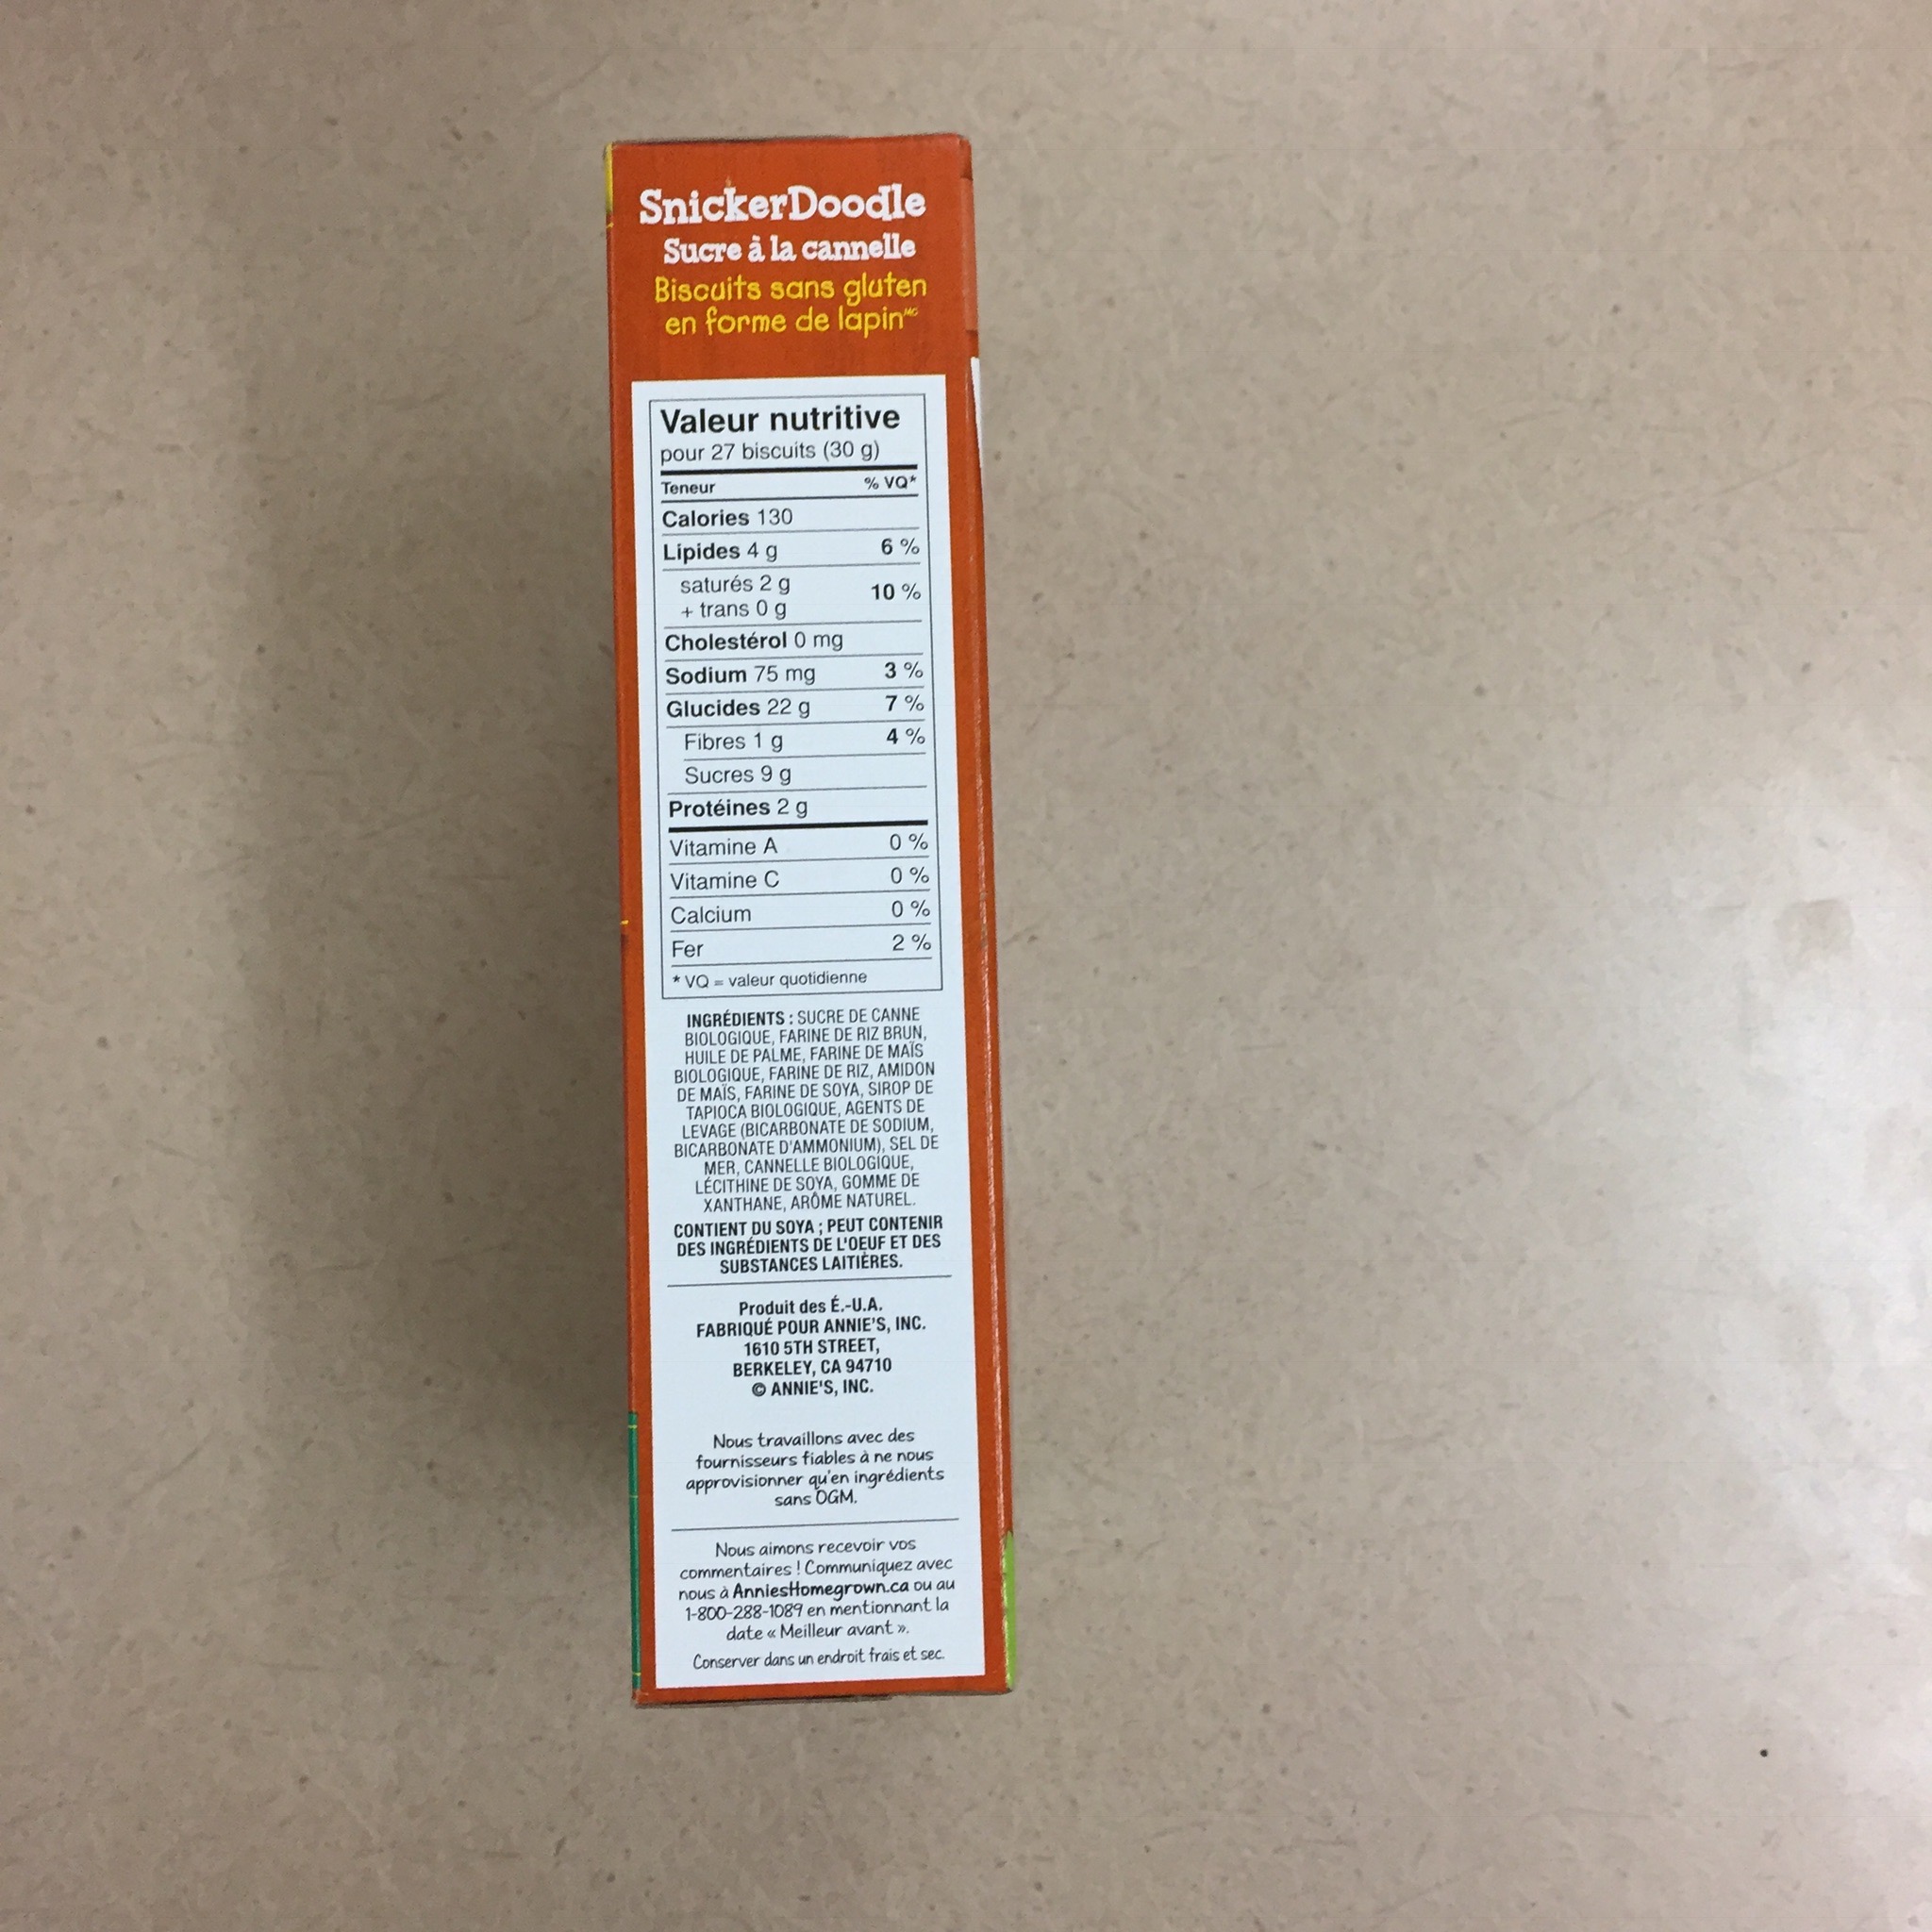 SnickerDoodle
Sucre à la cannelle
Biscuits sans gluten
en forme de lapin MC
Valeur nutritive
pour 27 biscuits (30 g)
Teneur % VQ*
Calories 130
Lipides 4 g 6 %
saturés 2 g
+ trans 0 g 10 %
Cholestérol 0 mg
Sodium 75 mg 3 %
Glucides 22 g 7 %
Fibres 1 g 4 %
Sucres 9 g
Protéines 2 g
Vitamine A 0 %
Vitamine C 0 %
Calcium 0 %
Fer 2 %
* VQ = valeur quotidienne
INGRÉDIENTS : SUCRE DE CANNE
BIOLOGIQUE, FARINE DE RIZ BRUN,
HUILE DE PALME, FARINE DE MAÏS
BIOLOGIQUE, FARINE DE RIZ, AMIDON
DE MAÏS, FARINE DE SOYA, SIROP DE
TAPIOCA BIOLOGIQUE, AGENTS DE
LEVAGE (BICARBONATE DE SODIUM,
BICARBONATE D'AMMONIUM), SEL DE
MER, CANNELLE BIOLOGIQUE,
LÉCITHINE DE SOYA, GOMME DE
XANTHANE, ARÔME NATUREL.
CONTIENT DU SOYA ; PEUT CONTENIR
DES INGRÉDIENTS DE L'OEUF ET DES
SUBSTANCES LAITIÈRES.
Produit des É.-U.A.
FABRIQUÉ POUR ANNIE'S, INC.
1610 5TH STREET,
BERKELEY, CA 94710
© ANNIE'S, INC.
Nous travaillons avec des
fournisseurs fiables à ne nous
approvisionner qu'en ingrédients
sans OGM.
Nous aimons recevoir vos
commentaires ! Communiquez avec
nous à AnniesHomegrown.ca ou au
1-800-288-1089 en mentionnant la
date « Meilleur avant ».
Conserver dans un endroit frais et sec.